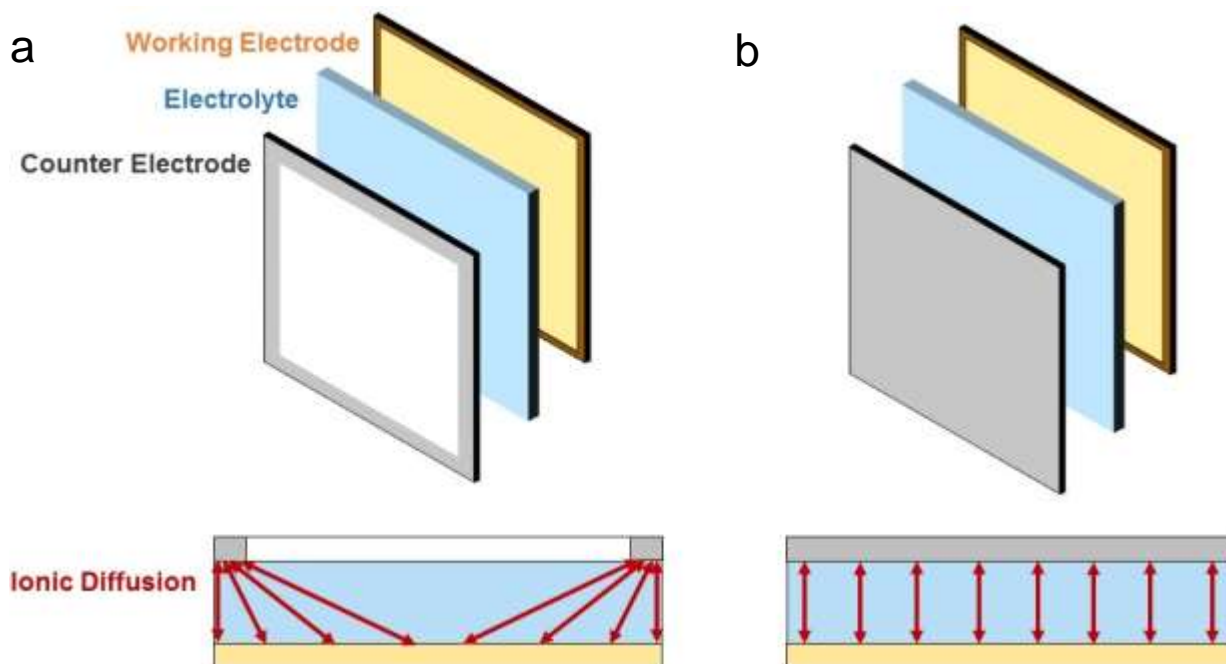 a
b
Working Electrode
Electrolyte
Counter Electrode
Ionic Diffusion